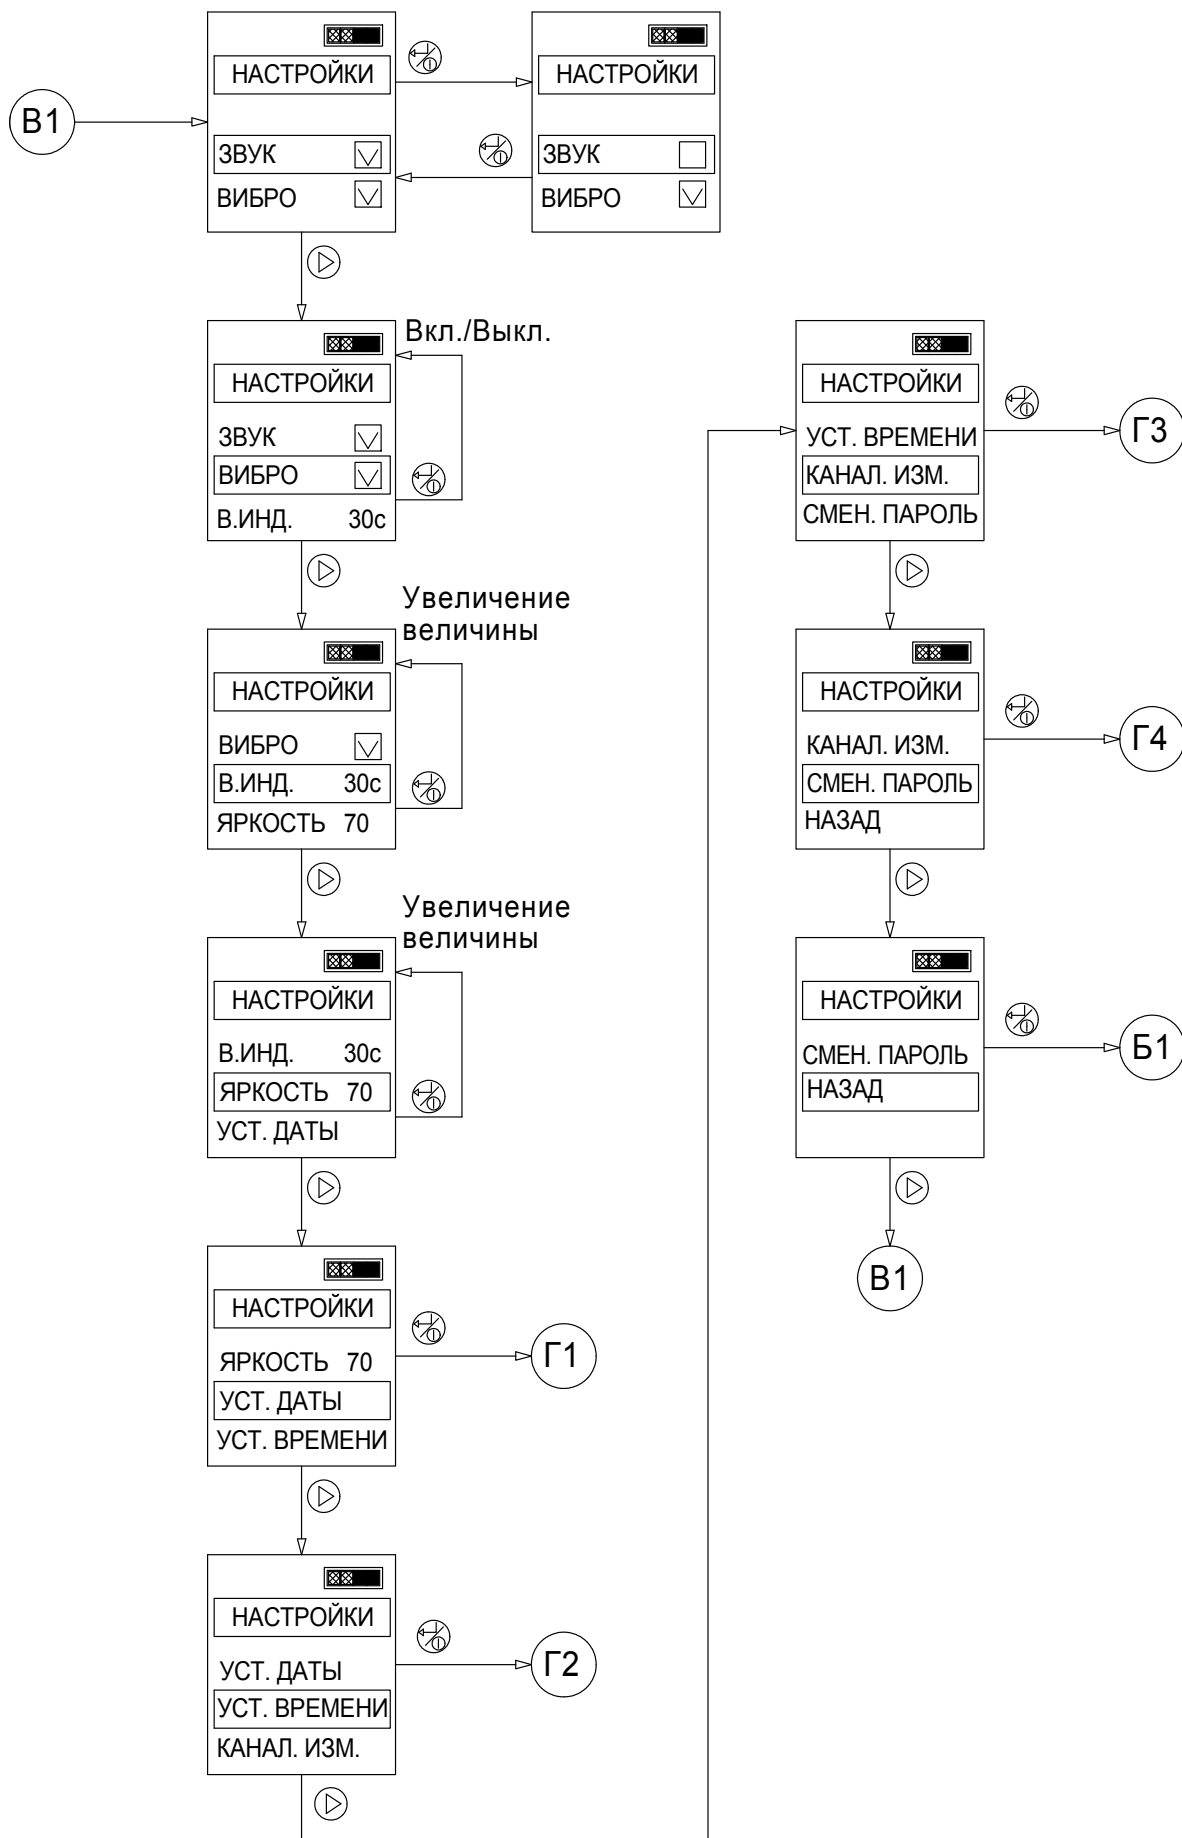 НАСТРОЙКИ
НАСТРОЙКИ
В1
ЗВУК
ВИБРО
ЗВУК
ВИБРО
Вкл./Выкл.
НАСТРОЙКИ
ЗВУК
ВИБРО
В.ИНД. 30с
Увеличение
величины
НАСТРОЙКИ
ВИБРО
В.ИНД. 30с
ЯРКОСТЬ 70
Увеличение
величины
НАСТРОЙКИ
В.ИНД. 30с
ЯРКОСТЬ 70
УСТ. ДАТЫ
НАСТРОЙКИ
ЯРКОСТЬ 70
УСТ. ДАТЫ
УСТ. ВРЕМЕНИ
Г1
НАСТРОЙКИ
УСТ. ДАТЫ
УСТ. ВРЕМЕНИ
КАНАЛ. ИЗМ.
Г2
НАСТРОЙКИ
УСТ. ВРЕМЕНИ
КАНАЛ. ИЗМ.
СМЕН. ПАРОЛЬ
Г3
НАСТРОЙКИ
КАНАЛ. ИЗМ.
СМЕН. ПАРОЛЬ
НАЗАД
Г4
НАСТРОЙКИ
СМЕН. ПАРОЛЬ
НАЗАД
Б1
В1